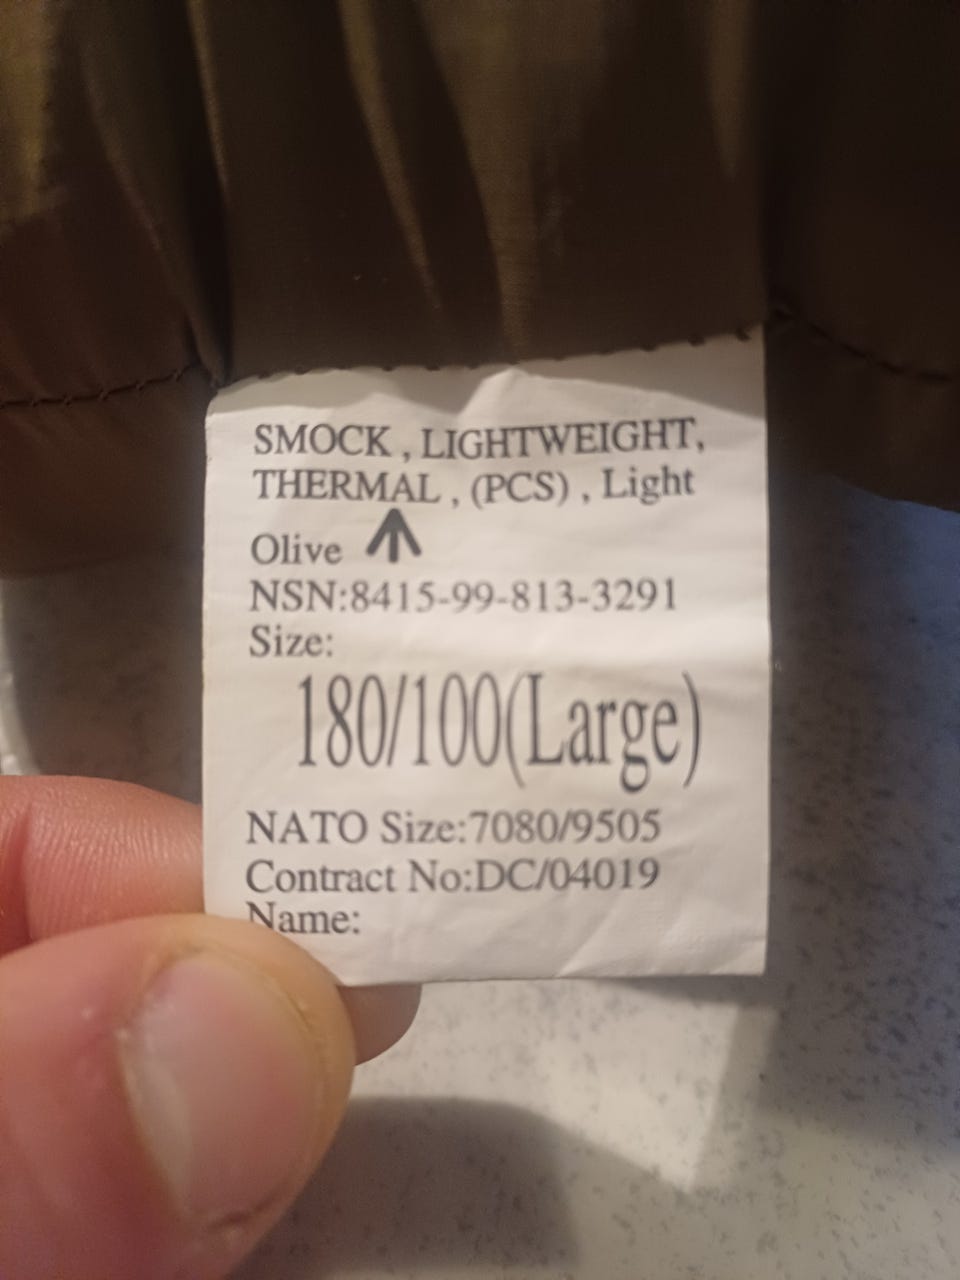 SMOCK , LIGHTWEIGHT,
THERMAL , (PCS) , Light
Olive
NSN:8415-99-813-3291
Size:
180/100(Large)
NATO Size:7080/9505
Contract No:DC/04019
Name: